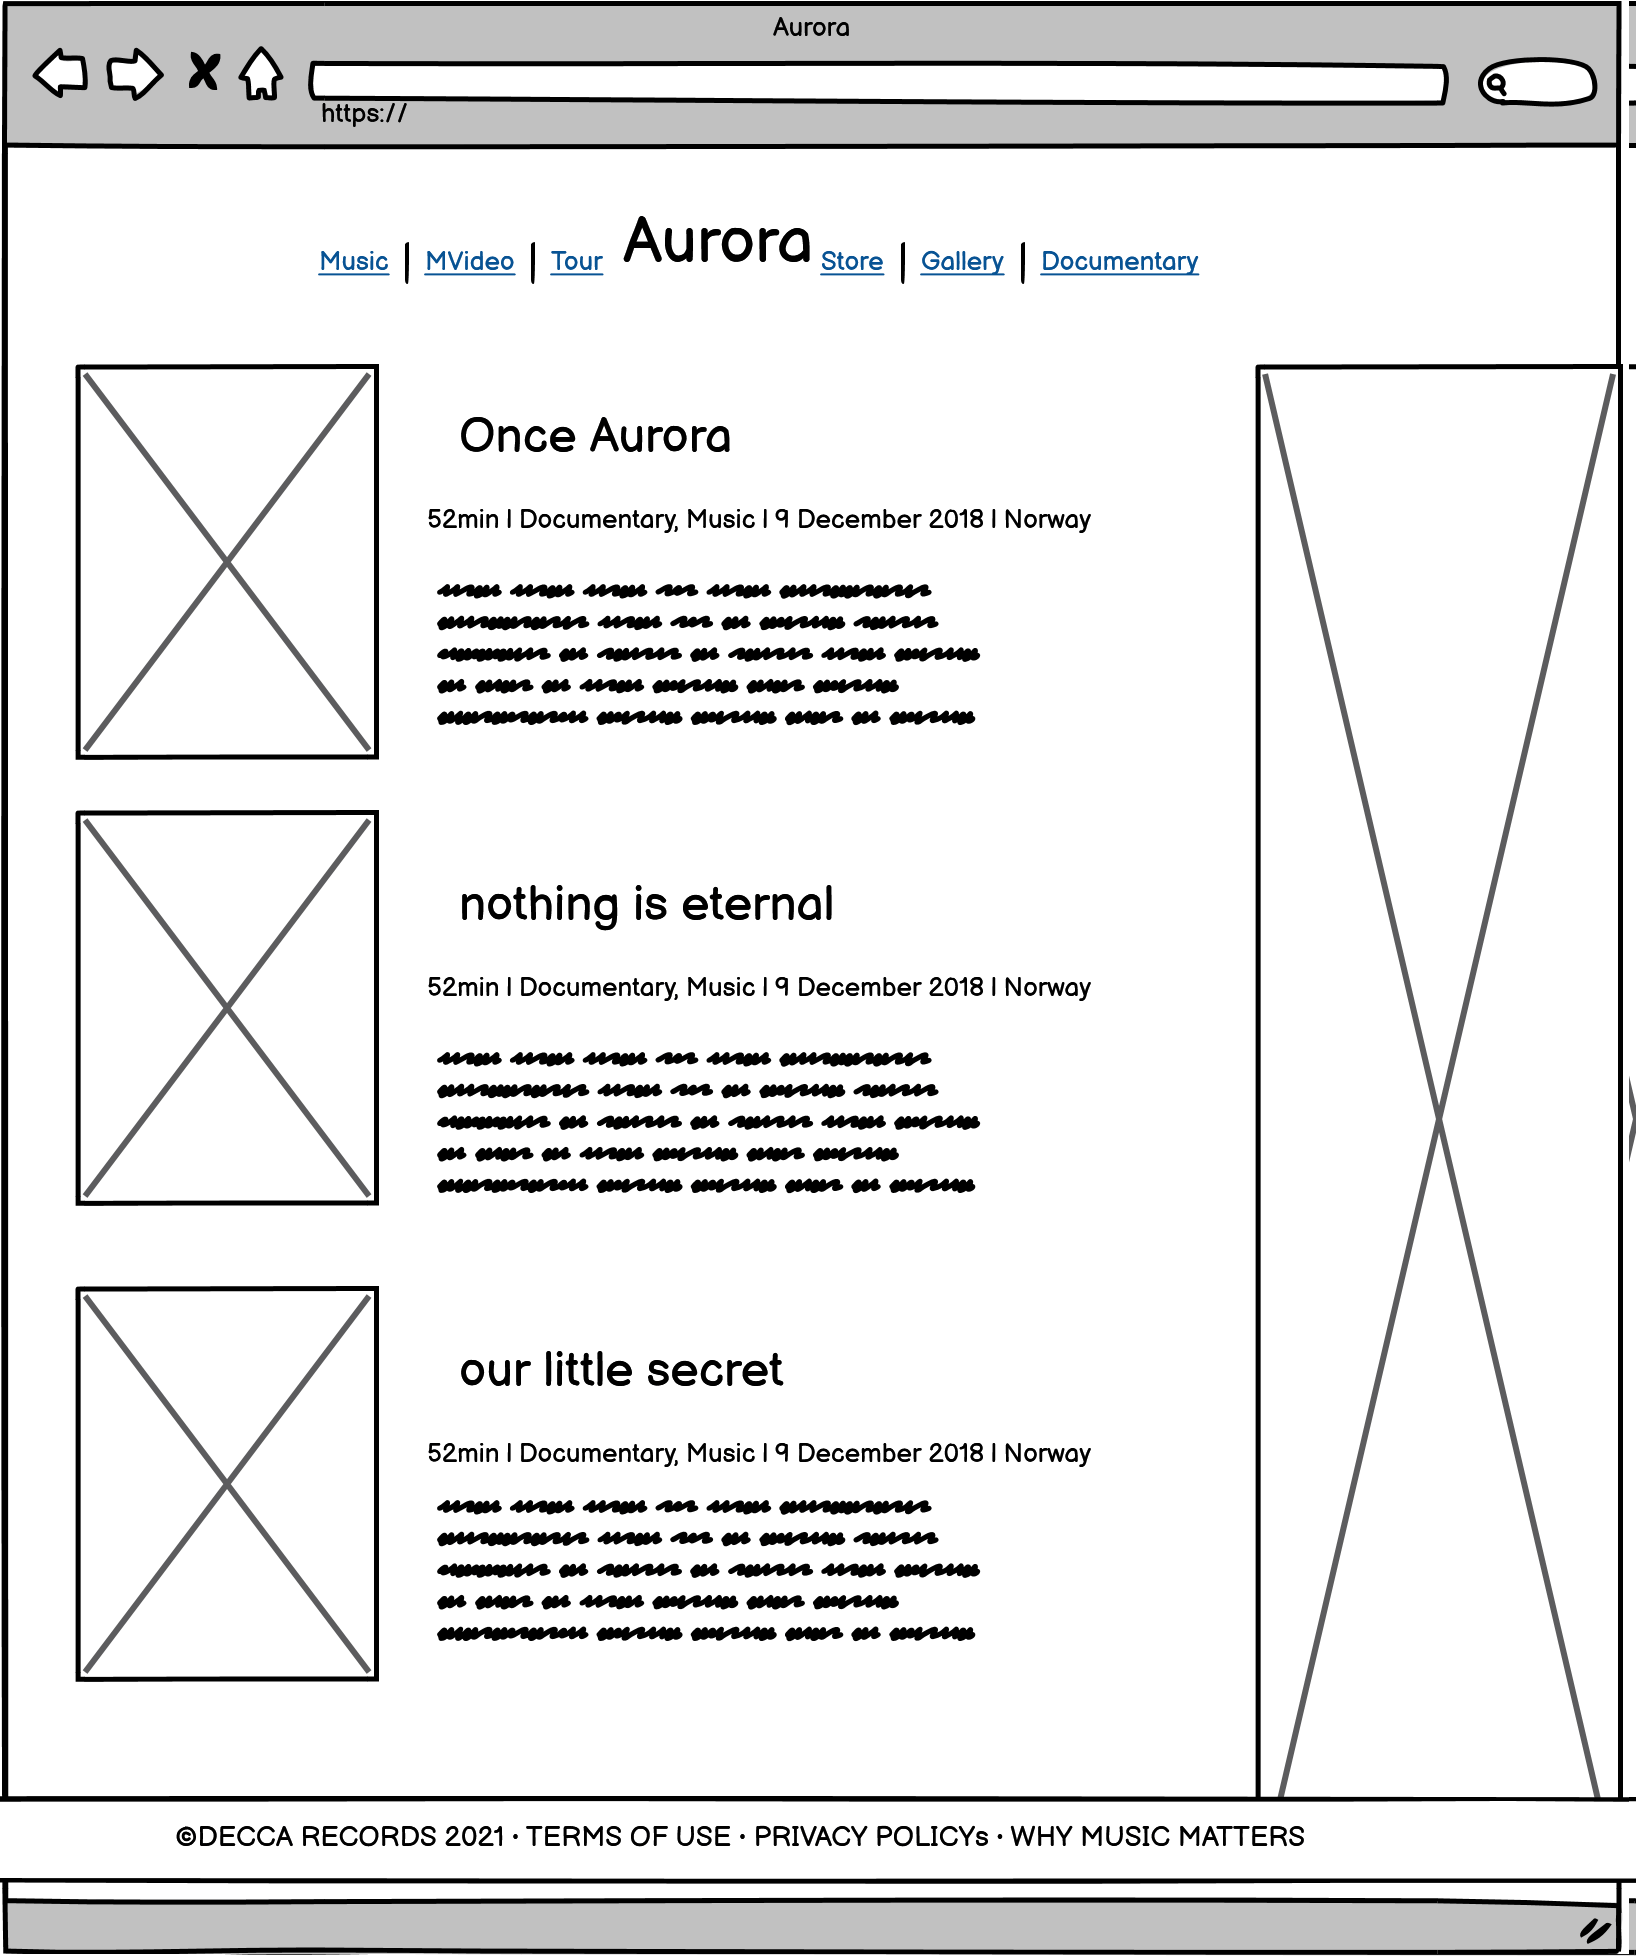 Aurora
https://
Music | MVideo | Tour Aurora Store | Gallery | Documentary
Once Aurora
52min | Documentary, Music | 9 December 2018 | Norway
nothing is eternal
52min | Documentary, Music | 9 December 2018 | Norway
our little secret
52min | Documentary, Music | 9 December 2018 | Norway
©DECCA RECORDS 2021 · TERMS OF USE · PRIVACY POLICYs · WHY MUSIC MATTERS